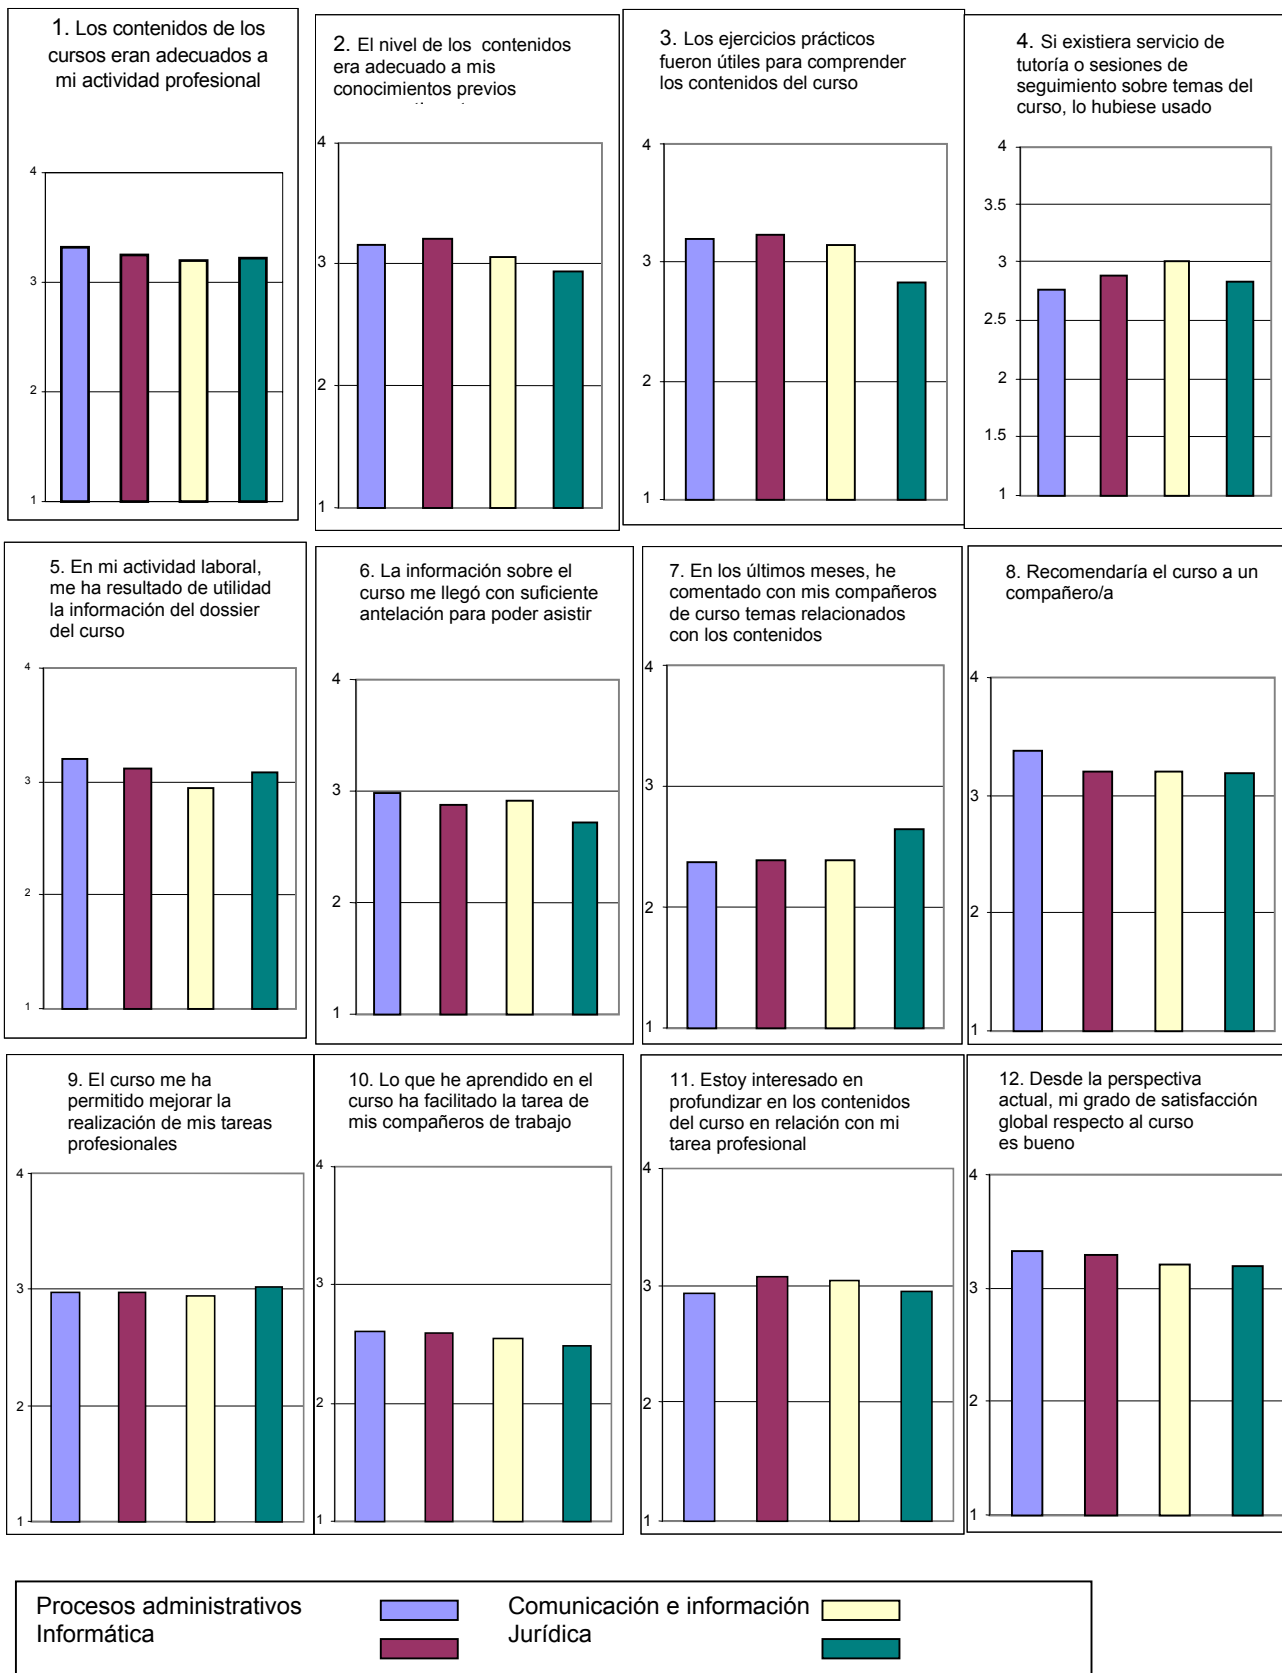 1. Los contenidos de los
cursos eran adecuados a
mi actividad profesional
4
3
2
1
2. El nivel de los contenidos
era adecuado a mis
conocimientos previos
4
3
2
1
3. Los ejercicios prácticos
fueron útiles para comprender
los contenidos del curso
4
3
2
1
4. Si existiera servicio de
tutoría o sesiones de
seguimiento sobre temas del
curso, lo hubiese usado
4
3.5
3
2.5
2
1.5
1
5. En mi actividad laboral,
me ha resultado de utilidad
la información del dossier
del curso
4
3
2
1
6. La información sobre el
curso me llegó con suficiente
antelación para poder asistir
4
3
2
1
7. En los últimos meses, he
comentado con mis compañeros
de curso temas relacionados
con los contenidos
4
3
2
1
8. Recomendaría el curso a un
compañero/a
4
3
2
1
9. El curso me ha
permitido mejorar la
realización de mis tareas
profesionales
4
3
2
1
10. Lo que he aprendido en el
curso ha facilitado la tarea de
mis compañeros de trabajo
4
3
2
1
11. Estoy interesado en
profundizar en los contenidos
del curso en relación con mi
tarea profesional
4
3
2
1
12. Desde la perspectiva
actual, mi grado de satisfacción
global respecto al curso
es bueno
4
3
2
1
Procesos administrativos
Comunicación e información
Informática
Jurídica